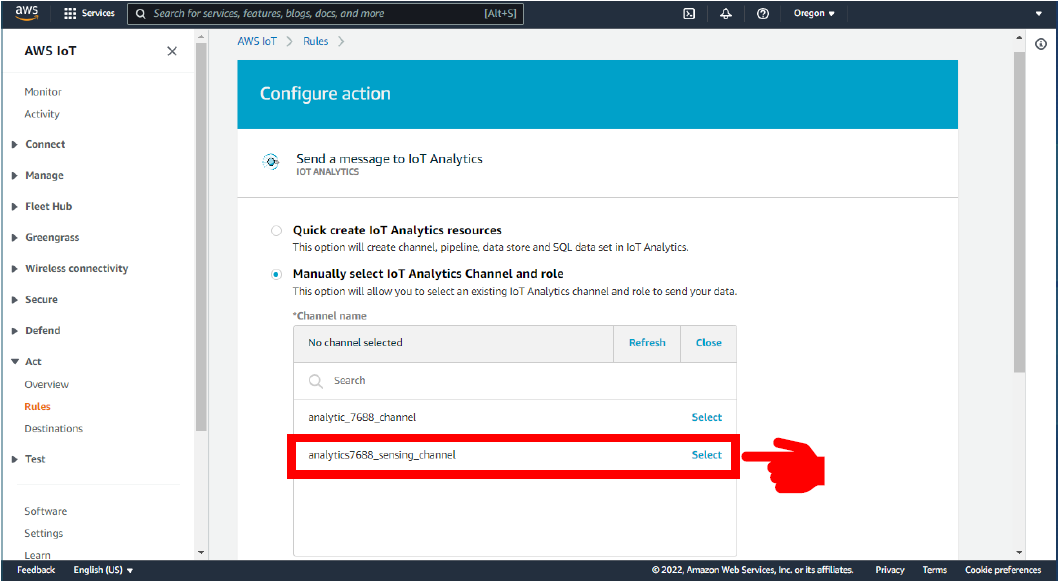 aws
Services
Search for services, features, blogs, docs, and more
[Alt+S]
Oregon
AWS IoT
Monitor
Activity
Connect
Manage
Fleet Hub
Greengrass
Wireless connectivity
Secure
Defend
Act
Overview
Rules
Destinations
Test
Software
Settings
Learn
AWS IoT
Rules
Configure action
Send a message to IoT Analytics
IOT ANALYTICS
Quick create IoT Analytics resources
This option will create channel, pipeline, data store and SQL data set in IoT Analytics.
Manually select IoT Analytics Channel and role
This option will allow you to select an existing IoT Analytics channel and role to send your data.
*Channel name
No channel selected
Refresh
Close
Search
analytic_7688_channel
Select
analytics7688_sensing_channel
Select
Feedback
English (US)
© 2022, Amazon Web Services, Inc. or its affiliates.
Privacy
Terms
Cookie preferences